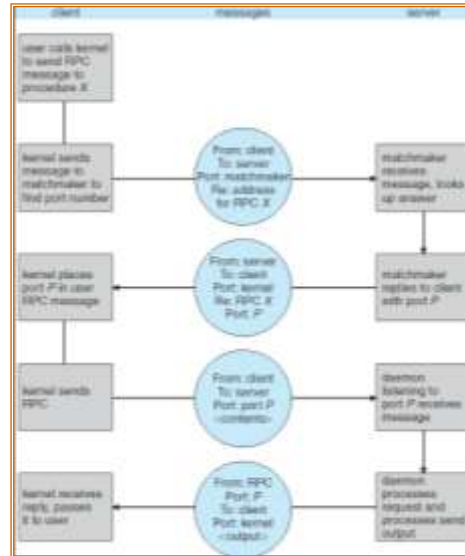 client
messages
server
user calls kernel
to send RPC
message to
procedure X
kernel sends
message to
matchmaker to
find port number
From: client
To: server
Port: matchmaker
Re: address
for RPC X
matchmaker
receives
message, looks
up answer
kernel places
port P in user
RPC message
From: server
To: client
Port: kernel
Re: RPC X
Port: P
matchmaker
replies to client
with port P
kernel sends
RPC
From: client
To: server
Port: port P
<contents>
daemon
listening to
port P receives
message
kernel receives
reply, passes
it to user
From: RPC
Port: P
To: client
Port: kernel
<output>
daemon
processes
request and
processes send
output